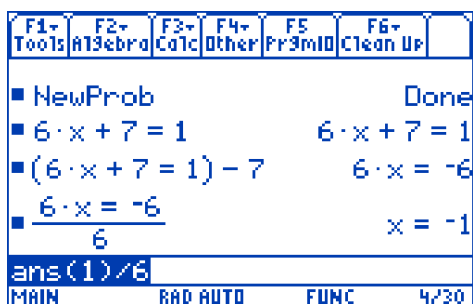 F1▾ F2▾ F3▾ F4▾ F5 F6▾
Tools Algebra Calc Other PrgmIO Clean Up
▪ NewProb Done
▪ 6·x + 7 = 1 6·x + 7 = 1
▪ (6·x + 7 = 1) − 7 6·x = ⁻6
▪ 6·x = ⁻6 / 6 x = ⁻1
ans(1)/6
MAIN RAD AUTO FUNC 4/30